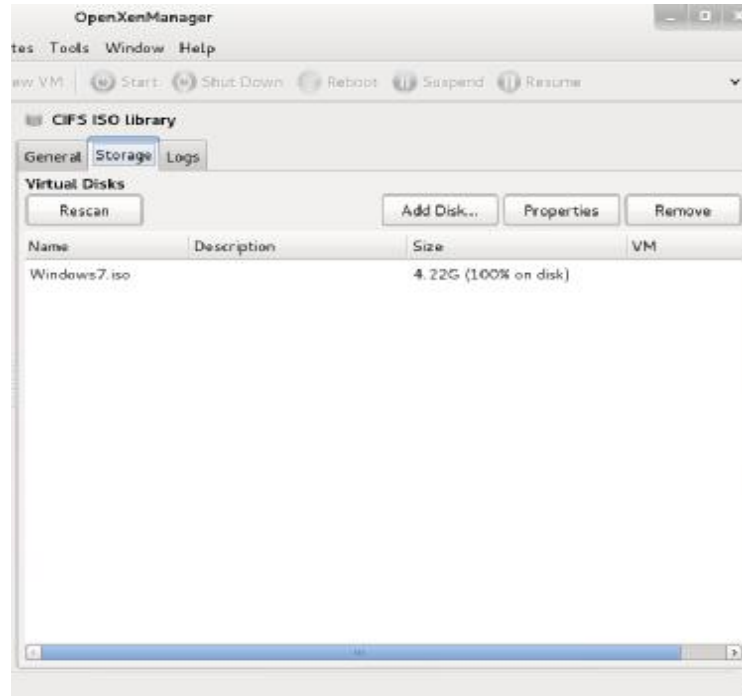 OpenXenManager
tes Tools Window Help
ew VM Start Shut Down Reboot Suspend Resume
CIFS ISO library
General Storage Logs
Virtual Disks
Rescan Add Disk... Properties Remove
Name Description Size VM
Windows7.iso 4.22G (100% on disk)